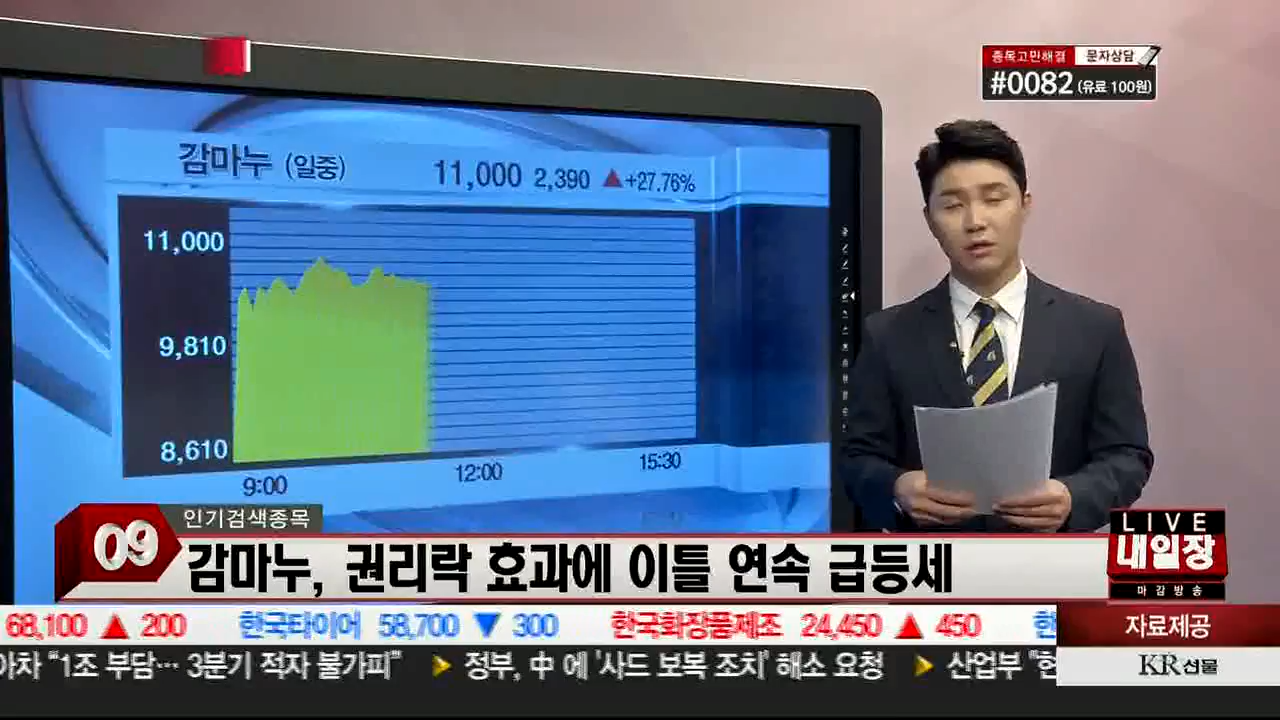 종목고민해결 문자상담
#0082 (유료 100원)
감마누 (일중) 11,000 2,390 ▲+27.76%
11,000
9,810
8,610
9:00 12:00 15:30
09 인기검색종목
감마누, 권리락 효과에 이틀 연속 급등세
LIVE
내일장
마감방송
68,100 ▲ 200 한국타이어 58,700 ▼ 300 한국화장품제조 24,450 ▲ 450
자료제공
아차 “1조 부담… 3분기 적자 불가피” 정부, 中 에 '사드 보복 조치' 해소 요청 산업부
KR선물